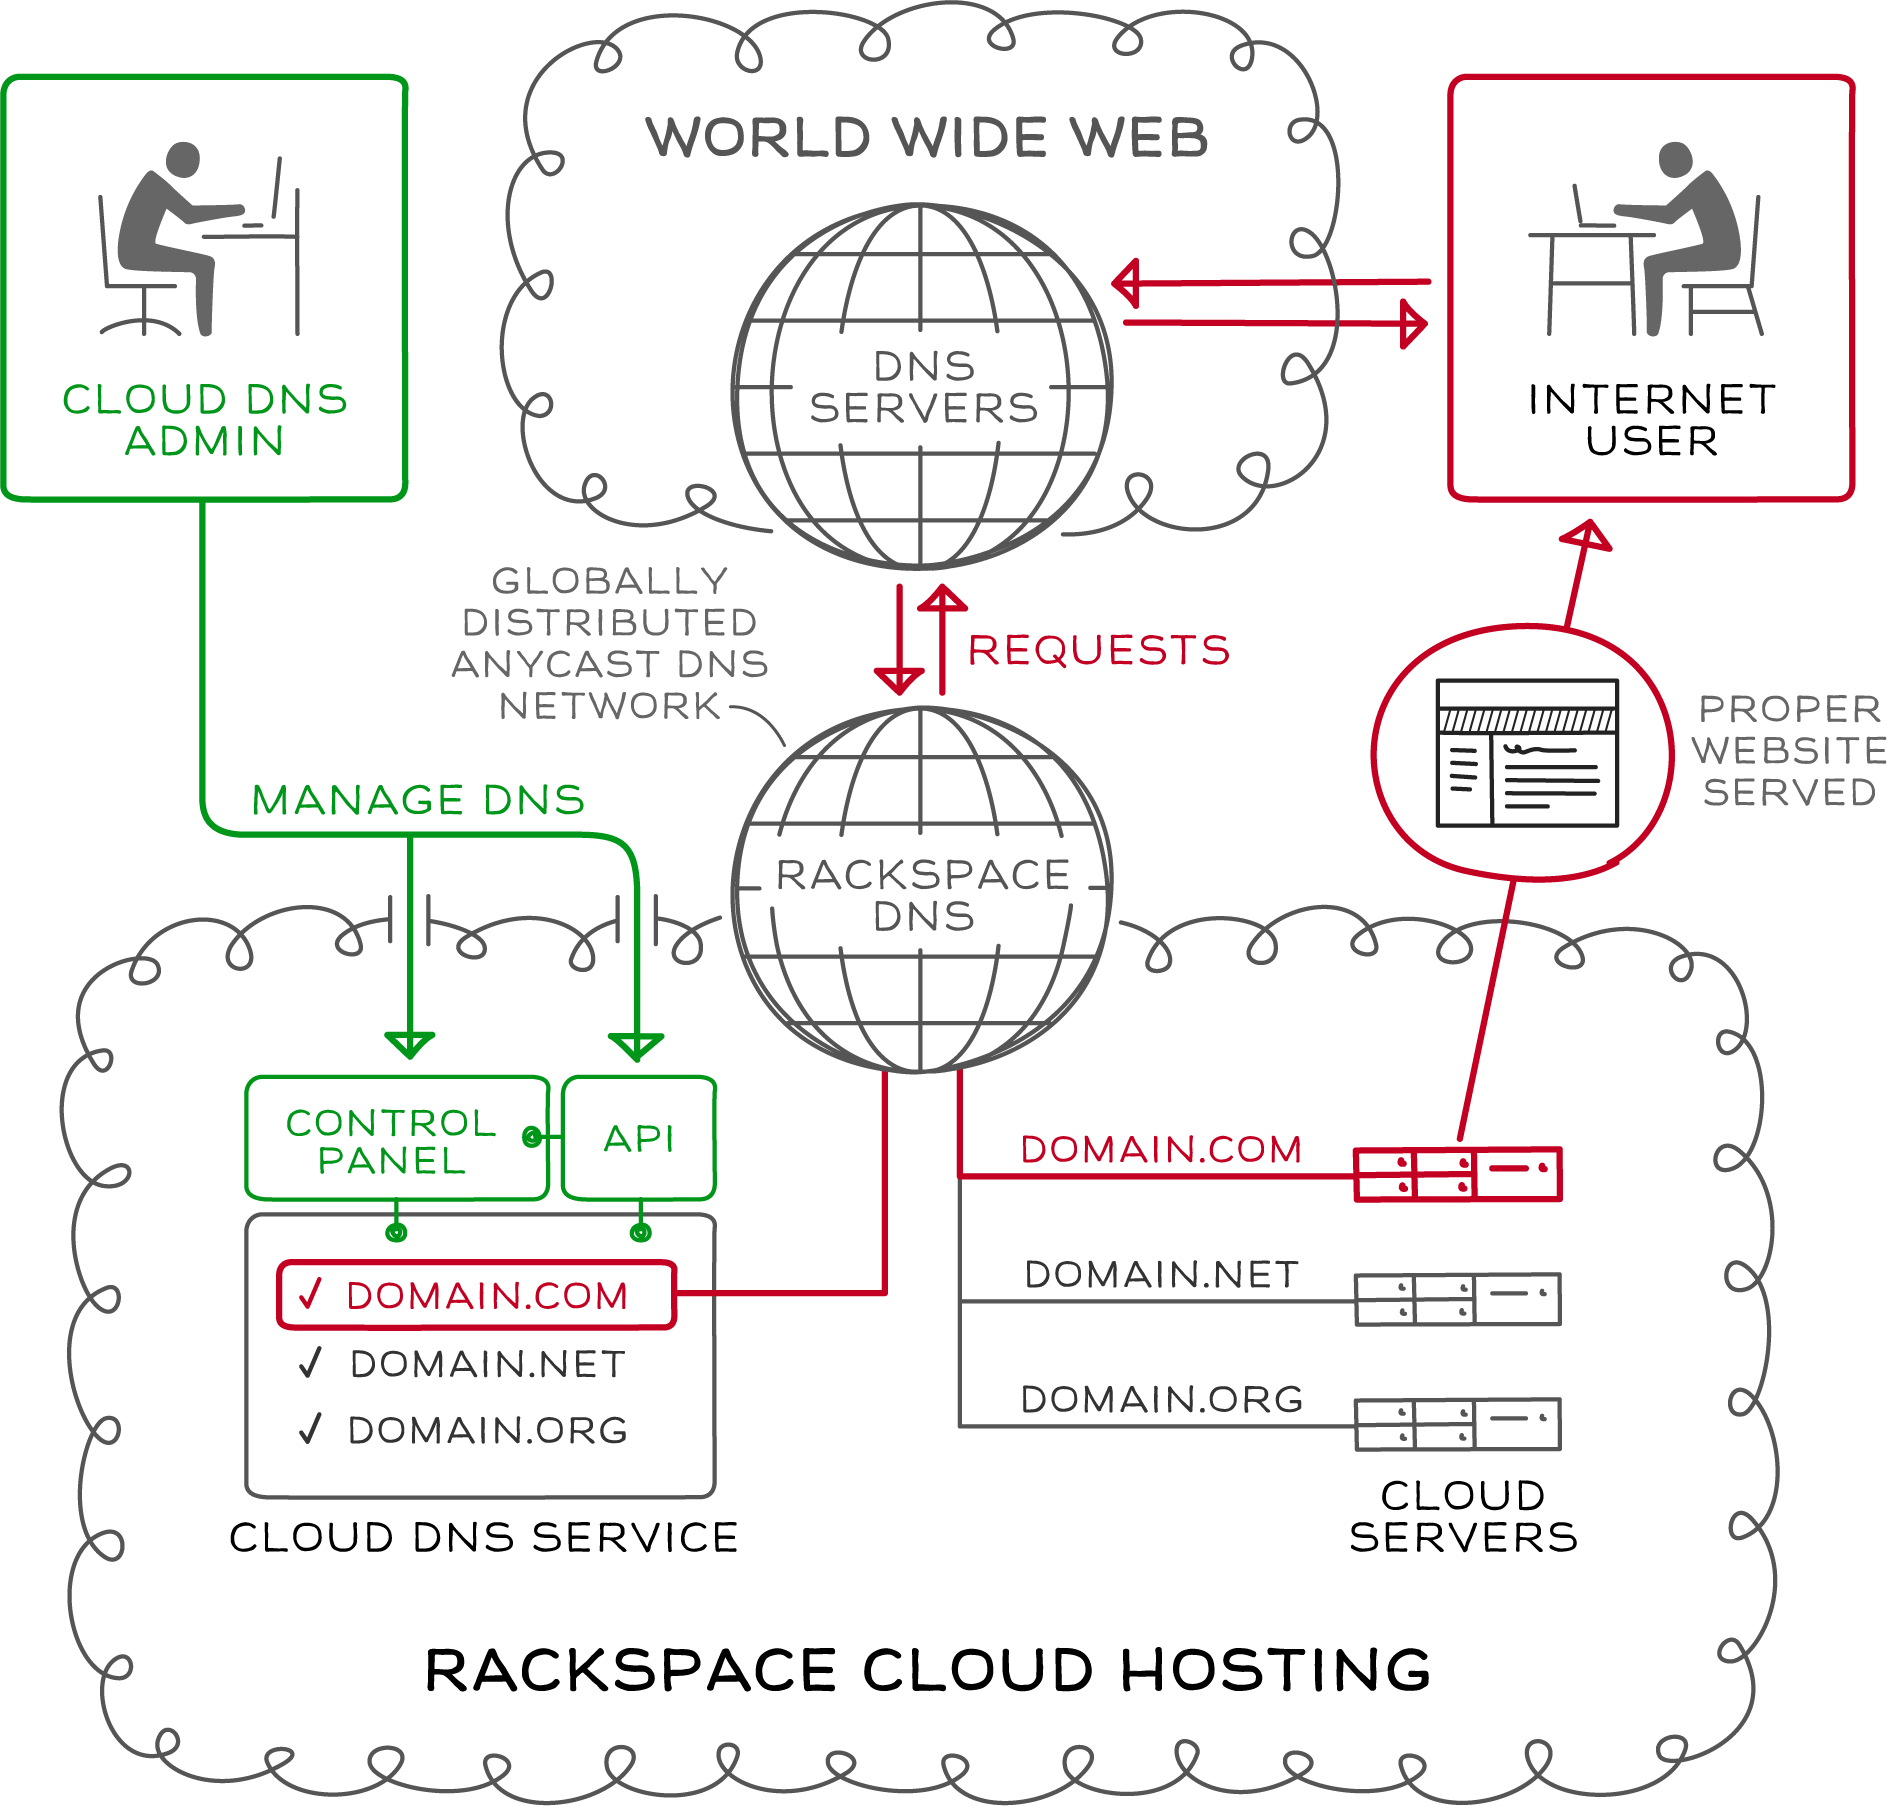 WORLD WIDE WEB
DNS
SERVERS
CLOUD DNS
ADMIN
INTERNET
USER
GLOBALLY
DISTRIBUTED
ANYCAST DNS
NETWORK
REQUESTS
PROPER
WEBSITE
SERVED
MANAGE DNS
RACKSPACE
DNS
CONTROL
PANEL
API
✓ DOMAIN.COM
✓ DOMAIN.NET
✓ DOMAIN.ORG
CLOUD DNS SERVICE
DOMAIN.COM
DOMAIN.NET
DOMAIN.ORG
CLOUD
SERVERS
RACKSPACE CLOUD HOSTING